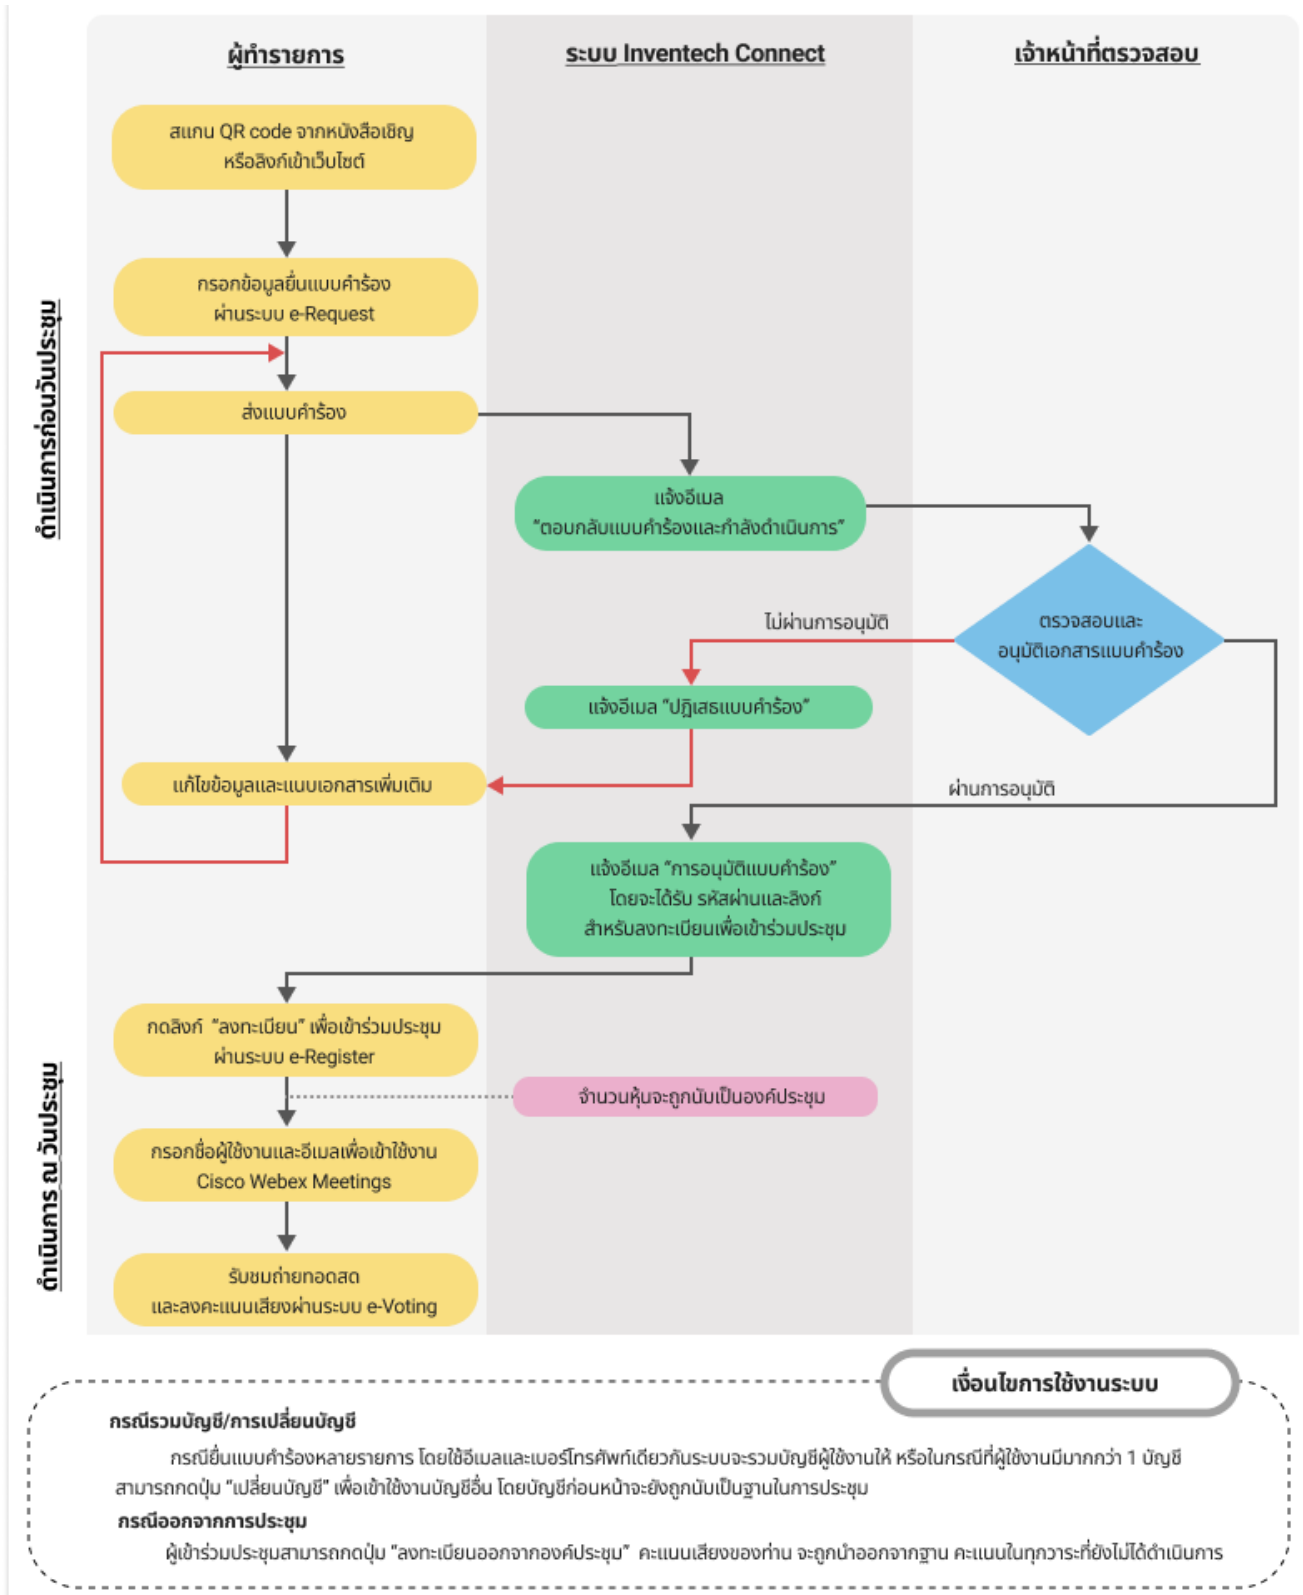 ผู้ทำรายการ
ระบบ Inventech Connect
เจ้าหน้าที่ตรวจสอบ
ดำเนินการก่อนวันประชุม
สแกน QR code จากหนังสือเชิญ
หรือลิงก์เข้าเว็บไซต์
กรอกข้อมูลยื่นแบบคำร้อง
ผ่านระบบ e-Request
ส่งแบบคำร้อง
แจ้งอีเมล
“ตอบกลับแบบคำร้องและกำลังดำเนินการ”
ตรวจสอบและ
อนุมัติเอกสารแบบคำร้อง
ไม่ผ่านการอนุมัติ
แจ้งอีเมล “ปฏิเสธแบบคำร้อง”
แก้ไขข้อมูลและแนบเอกสารเพิ่มเติม
ผ่านการอนุมัติ
แจ้งอีเมล “การอนุมัติแบบคำร้อง”
โดยจะได้รับ รหัสผ่านและลิงก์
สำหรับลงทะเบียนเพื่อเข้าร่วมประชุม
ดำเนินการ ณ วันประชุม
กดลิงก์ “ลงทะเบียน” เพื่อเข้าร่วมประชุม
ผ่านระบบ e-Register
จำนวนหุ้นจะถูกนับเป็นองค์ประชุม
กรอกชื่อผู้ใช้งานและอีเมลเพื่อเข้าใช้งาน
Cisco Webex Meetings
รับชมถ่ายทอดสด
และลงคะแนนเสียงผ่านระบบ e-Voting
เงื่อนไขการใช้งานระบบ
กรณีรวมบัญชี/การเปลี่ยนบัญชี
กรณียื่นแบบคำร้องหลายรายการ โดยใช้อีเมลและเบอร์โทรศัพท์เดียวกันระบบจะรวมบัญชีผู้ใช้งานให้ หรือในกรณีที่ผู้ใช้งานมีมากกว่า 1 บัญชี
สามารถกดปุ่ม “เปลี่ยนบัญชี” เพื่อเข้าใช้งานบัญชีอื่น โดยบัญชีก่อนหน้าจะยังถูกนับเป็นฐานในการประชุม
กรณีออกจากการประชุม
ผู้เข้าร่วมประชุมสามารถกดปุ่ม “ลงทะเบียนออกจากองค์ประชุม” คะแนนเสียงของท่าน จะถูกนำออกจากฐาน คะแนนในทุกวาระที่ยังไม่ได้ดำเนินการ